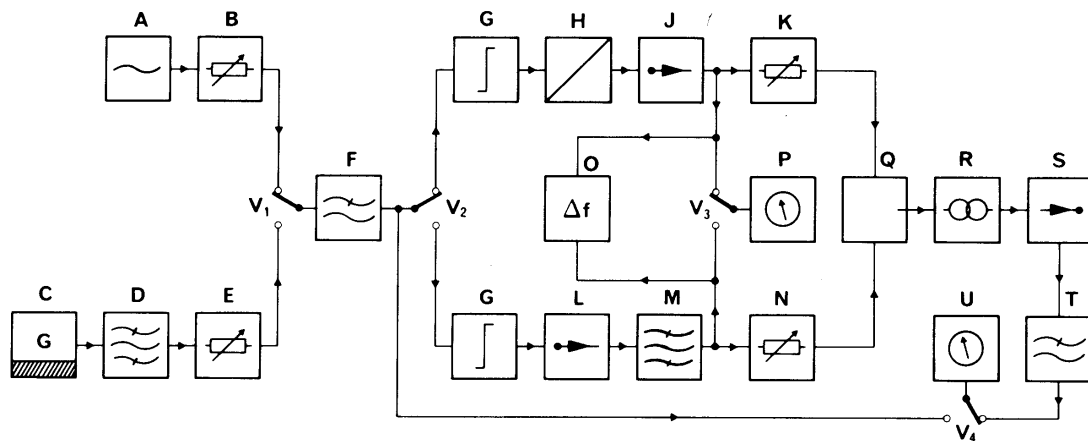 A B G H J K
F O P Q R S
V1 V2 Δf V3
C D E G L M N U T
G
V4